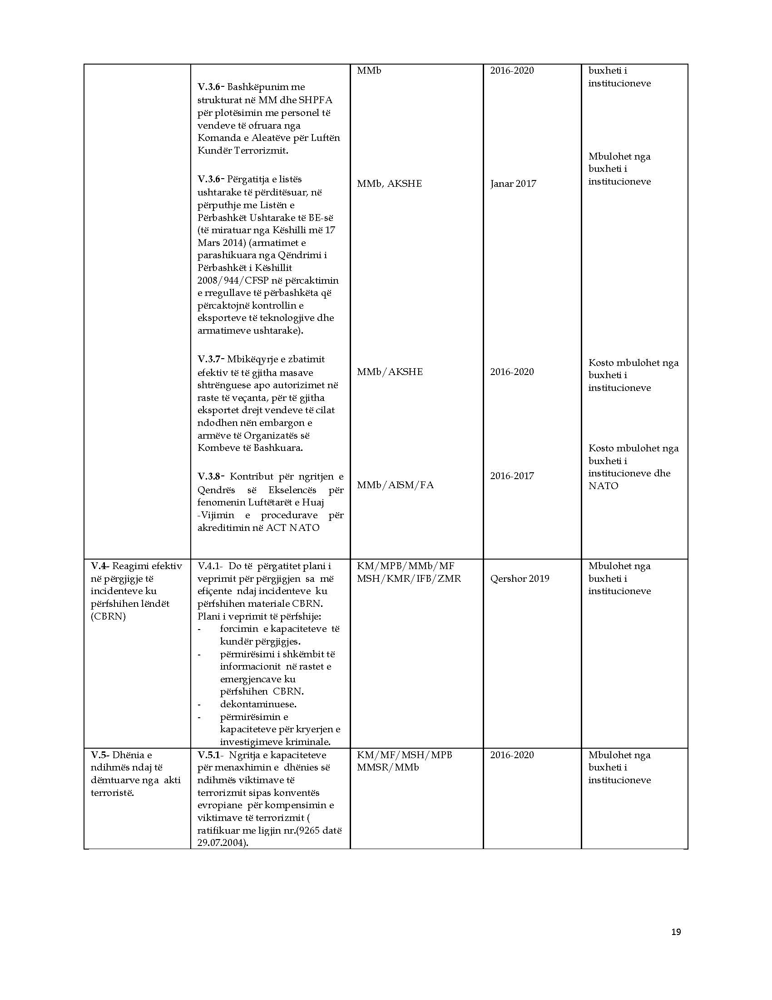 V.3.6- Bashkëpunim me
strukturat në MM dhe SHPFA
për plotësimin me personel të
vendeve të ofruara nga
Komanda e Aleatëve për Luftën
Kundër Terrorizmit.
V.3.6- Përgatitja e listës
ushtarake të përditësuar, në
përputhje me Listën e
Përbashkët Ushtarake të BE-së
(të miratuar nga Këshilli më 17
Mars 2014) (armatimet e
parashikuara nga Qëndrimi i
Përbashkët i Këshillit
2008/944/CFSP në përcaktimin
e rregullave të përbashkëta që
përcaktojnë kontrollin e
eksporteve të teknologjive dhe
armatimeve ushtarake).
V.3.7- Mbikëqyrje e zbatimit
efektiv të të gjitha masave
shtrënguese apo autorizimet në
raste të veçanta, për të gjitha
eksportet drejt vendeve të cilat
ndodhen nën embargon e
armëve të Organizatës së
Kombeve të Bashkuara.
V.3.8- Kontribut për ngritjen e
Qendrës së Ekselencës për
fenomenin Luftëtarët e Huaj
-Vijimin e procedurave për
akreditimin në ACT NATO
MMb
MMb, AKSHE
MMb/AKSHE
MMb/AISM/FA
2016-2020
Janar 2017
2016-2020
2016-2017
buxheti i
institucioneve
Mbulohet nga
buxheti i
institucioneve
Kosto mbulohet nga
buxheti i
institucioneve
Kosto mbulohet nga
buxheti i
institucioneve dhe
NATO
V.4- Reagimi efektiv
në përgjigje të
incidenteve ku
përfshihen lëndët
(CBRN)
V.4.1- Do të përgatitet plani i
veprimit për përgjigjen sa më
efiçente ndaj incidenteve ku
përfshihen materiale CBRN.
Plani i veprimit të përfshije:
- forcimin e kapaciteteve të
kundër përgjigjes.
- përmirësimi i shkëmbit të
informacionit në rastet e
emergjencave ku
përfshihen CBRN.
- dekontaminuese.
- përmirësimin e
kapaciteteve për kryerjen e
investigimeve kriminale.
KM/MPB/MMb/MF
MSH/KMR/IFB/ZMR
Qershor 2019
Mbulohet nga
buxheti i
institucioneve
V.5- Dhënia e
ndihmës ndaj të
dëmtuarve nga akti
terroristë.
V.5.1- Ngritja e kapaciteteve
për menaxhimin e dhënies së
ndihmës viktimave të
terrorizmit sipas konventës
evropiane për kompensimin e
viktimave të terrorizmit (
ratifikuar me ligjin nr.(9265 datë
29.07.2004).
KM/MF/MSH/MPB
MMSR/MMb
2016-2020
Mbulohet nga
buxheti i
institucioneve
19